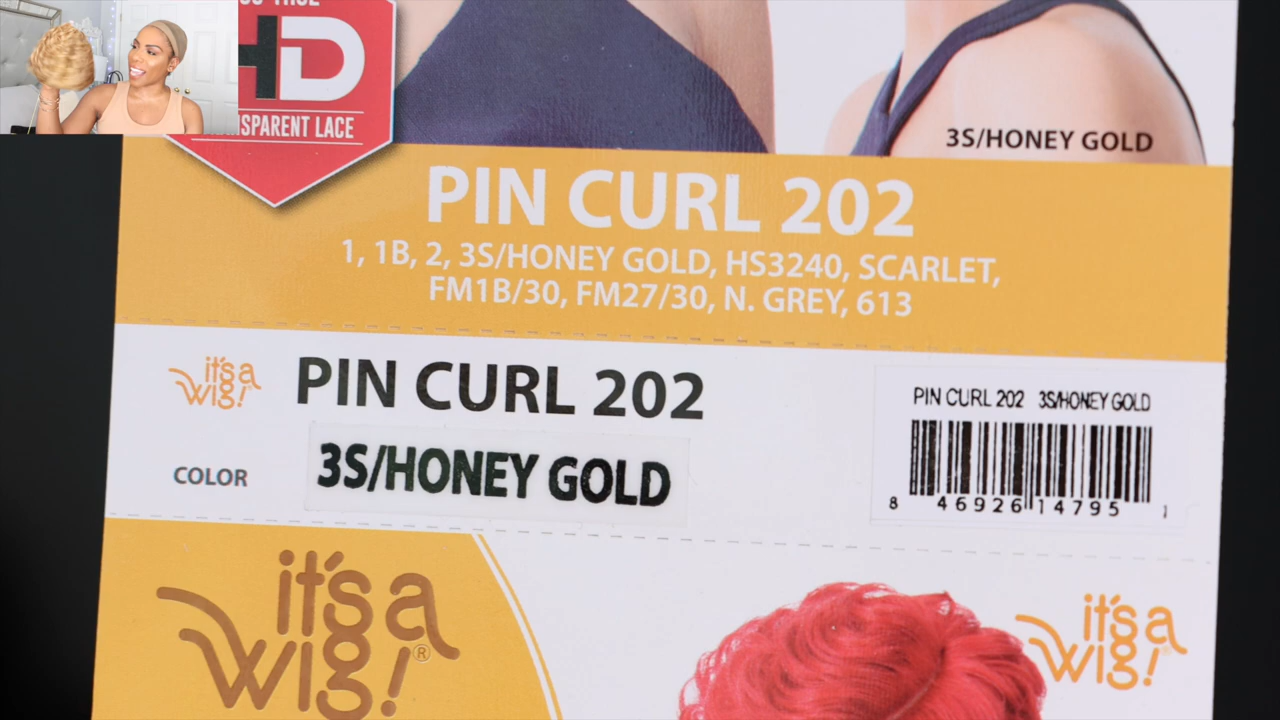 HD
TRANSPARENT LACE
3S/HONEY GOLD
PIN CURL 202
1, 1B, 2, 3S/HONEY GOLD, HS3240, SCARLET,
FM1B/30, FM27/30, N. GREY, 613
it's a
wig!
PIN CURL 202
COLOR
3S/HONEY GOLD
PIN CURL 202 3S/HONEY GOLD
8 46926 14795 1
it's a
wig!®
it's a
wig!